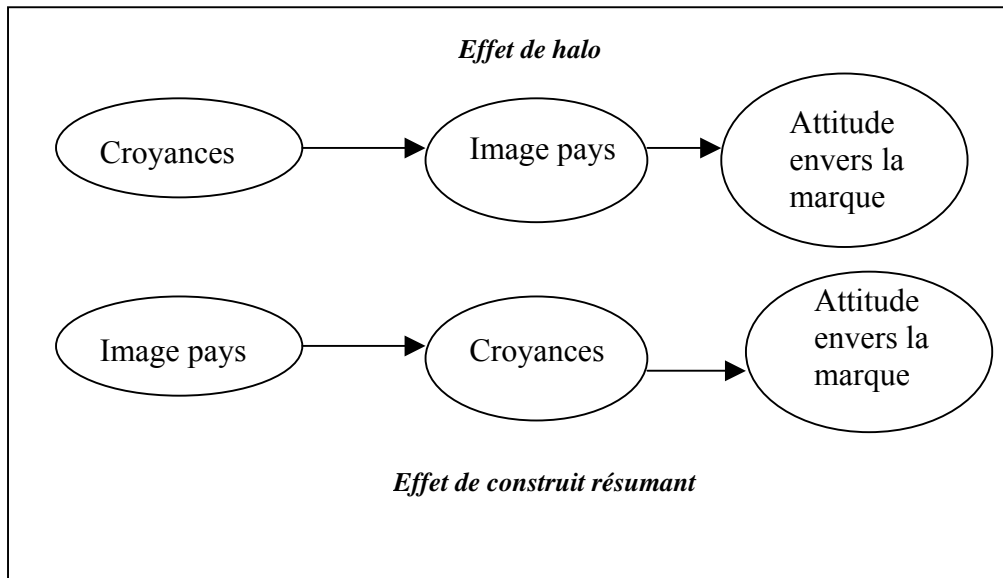 Effet de halo
Croyances
Image pays
Attitude
envers la
marque
Image pays
Croyances
Attitude
envers la
marque
Effet de construit résumant